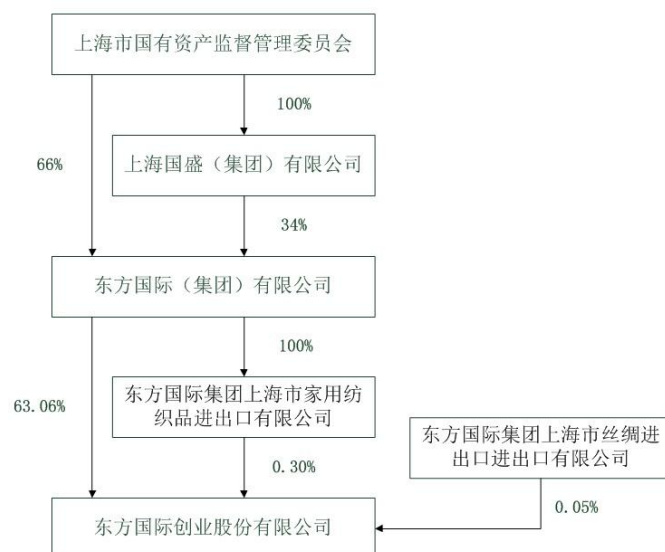 上海市国有资产监督管理委员会
100%
66%
上海国盛（集团）有限公司
34%
东方国际（集团）有限公司
100%
63.06%
东方国际集团上海市家用纺
织品进出口有限公司
东方国际集团上海市丝绸进
出口进出口有限公司
0.30%
0.05%
东方国际创业股份有限公司